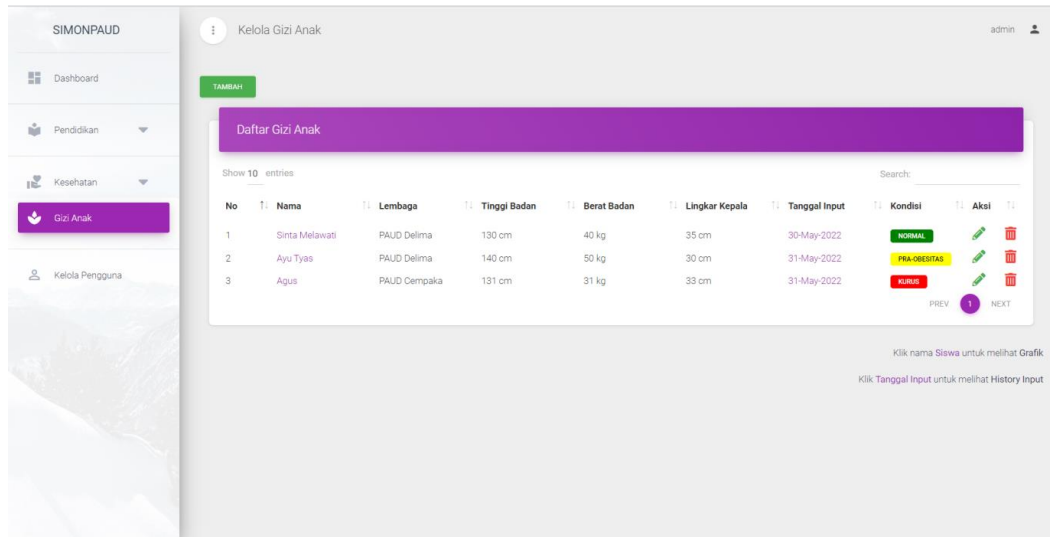 SIMONPAUD
Dashboard
Pendidikan
Kesehatan
Gizi Anak
Kelola Pengguna
Kelola Gizi Anak
admin
TAMBAH
Daftar Gizi Anak
Show 10 entries
Search:
No Nama Lembaga Tinggi Badan Berat Badan Lingkar Kepala Tanggal Input Kondisi Aksi
1 Sinta Melawati PAUD Delima 130 cm 40 kg 35 cm 30-May-2022 NORMAL
2 Ayu Tyas PAUD Delima 140 cm 50 kg 30 cm 31-May-2022 PRA-OBESITAS
3 Agus PAUD Cempaka 131 cm 31 kg 33 cm 31-May-2022 KURUS
PREV 1 NEXT
Klik nama Siswa untuk melihat Grafik
Klik Tanggal Input untuk melihat History Input